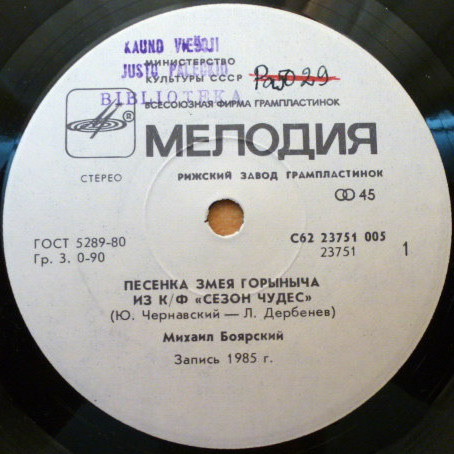 KAUNO VIEŠOJI
МИНИСТЕРСТВО
JUSTO PALECKIO
КУЛЬТУРЫ СССР
BIBLIOTEKA
ВСЕСОЮЗНАЯ ФИРМА ГРАМПЛАСТИНОК
®
МЕЛОДИЯ
СТЕРЕО
РИЖСКИЙ ЗАВОД ГРАМПЛАСТИНОК
45
ГОСТ 5289-80
Гр. 3. 0-90
С62 23751 005
23751
1
ПЕСЕНКА ЗМЕЯ ГОРЫНЫЧА
ИЗ К/Ф «СЕЗОН ЧУДЕС»
(Ю. Чернавский — Л. Дербенев)
Михаил Боярский
Запись 1985 г.